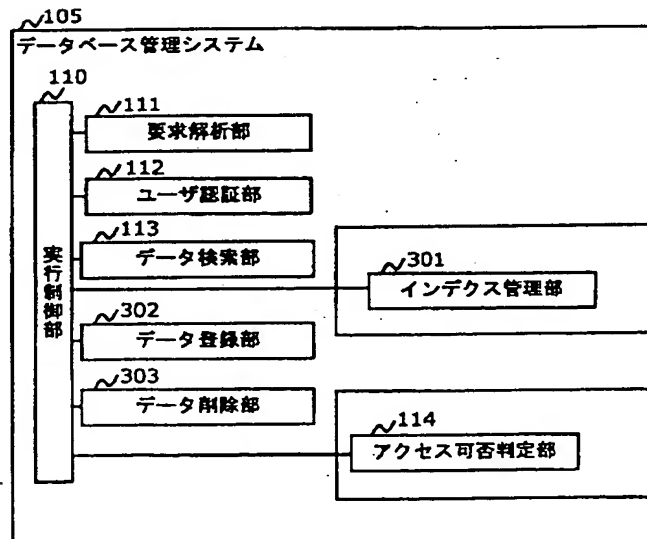 105
データベース管理システム
110
111
要求解析部
112
ユーザ認証部
113
データ検索部
実行制御部
301
インデクス管理部
302
データ登録部
303
データ削除部
114
アクセス可否判定部